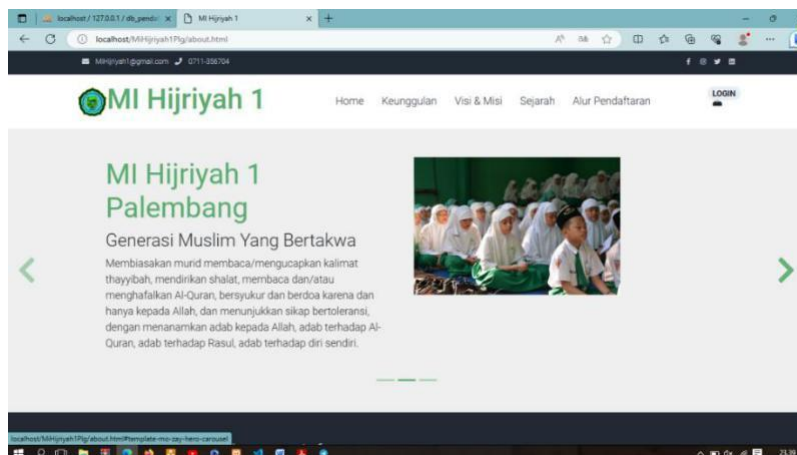 localhost / 127.0.0.1 / db_pendaf
MI Hijriyah 1
localhost/MiHijriyah1Plg/about.html
MiHijriyah1@gmail.com 0711-356704
MI Hijriyah 1
Home Keunggulan Visi & Misi Sejarah Alur Pendaftaran
LOGIN
MI Hijriyah 1
Palembang
Generasi Muslim Yang Bertakwa
Membiasakan murid membaca/mengucapkan kalimat
thayyibah, mendirikan shalat, membaca dan/atau
menghafalkan Al-Quran, bersyukur dan berdoa karena dan
hanya kepada Allah, dan menunjukkan sikap bertoleransi,
dengan menanamkan adab kepada Allah, adab terhadap Al-
Quran, adab terhadap Rasul, adab terhadap diri sendiri.
localhost/MiHijriyah1Plg/about.html#template-mo-zay-hero-carousel
23.39